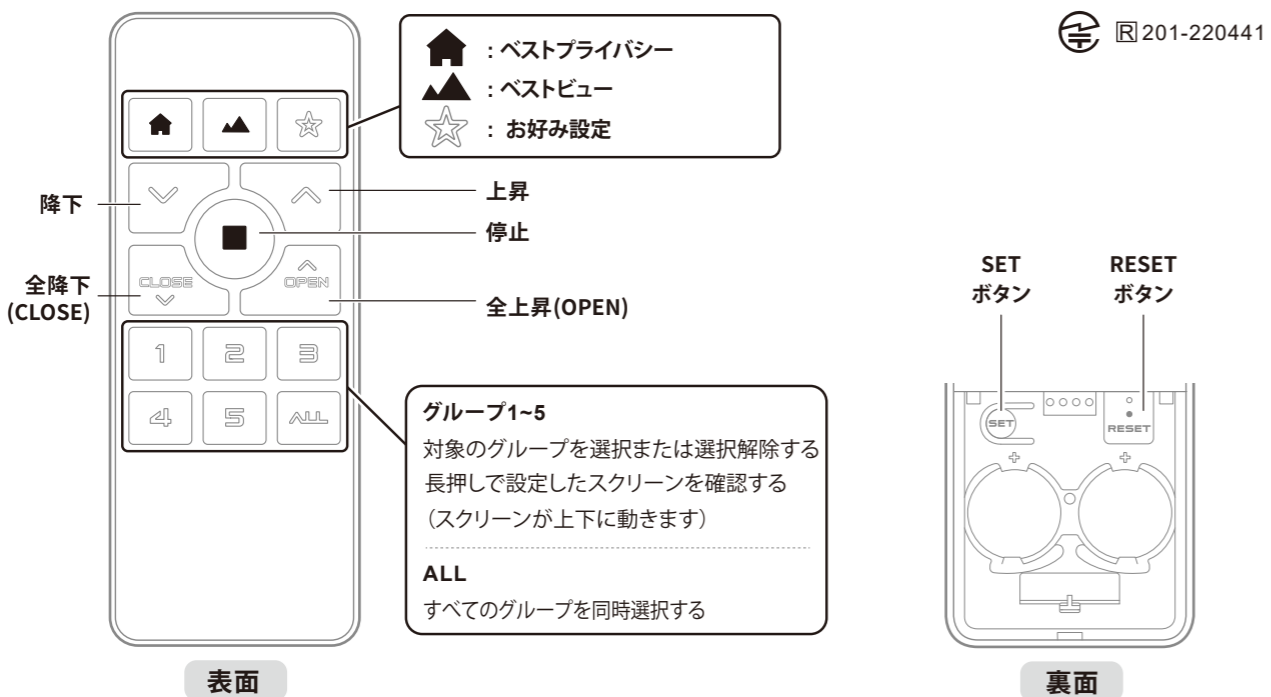 R 201-220441
: ベストプライバシー
: ベストビュー
: お好み設定
降下
上昇
停止
全降下
(CLOSE)
全上昇(OPEN)
CLOSE
OPEN
1 2 3
4 5 ALL
グループ1~5
対象のグループを選択または選択解除する
長押しで設定したスクリーンを確認する
（スクリーンが上下に動きます）
ALL
すべてのグループを同時選択する
表面
SET
ボタン
RESET
ボタン
SET
RESET
+ +
裏面